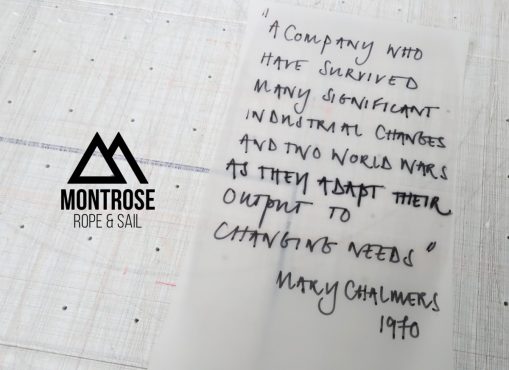 MONTROSE
ROPE & SAIL
"A COMPANY WHO
HAVE SURVIVED
MANY SIGNIFICANT
INDUSTRIAL CHANGES
AND TWO WORLD WARS
AS THEY ADAPT THEIR
OUTPUT TO
CHANGING NEEDS"
MARY CHALMERS
1970